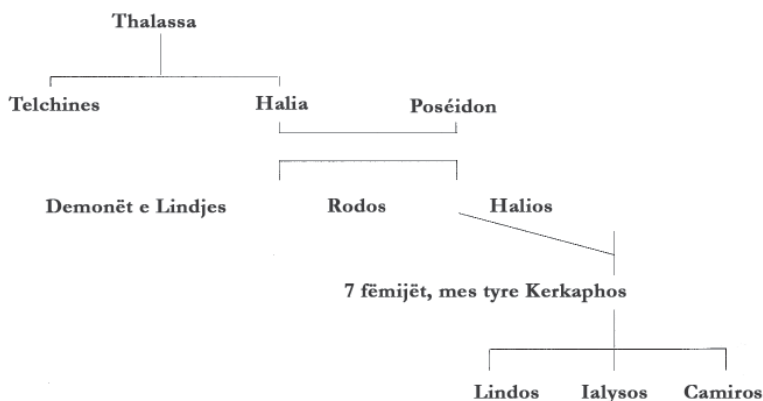 Thalassa
Telchines Halia Poséidon
Demonët e Lindjes Rodos Halios
7 fëmijët, mes tyre Kerkaphos
Lindos Ialysos Camiros